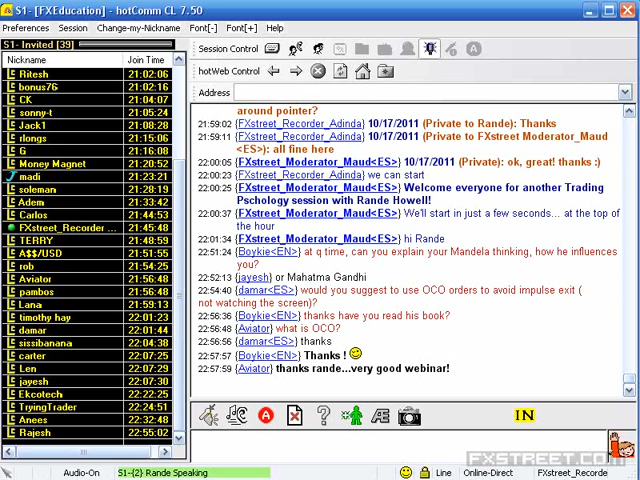 S1- [FXEducation] - hotComm CL 7.50
Preferences Session Change-my-Nickname Font[-] Font[+] Help
S1- Invited [39]
Nickname Join Time
Ritesh 21:02:06
bonus76 21:02:16
CK 21:04:07
sonny-t 21:05:24
Jack1 21:08:28
rlongs 21:15:06
G 21:16:08
Money Magnet 21:20:52
madi 21:23:21
soleman 21:28:19
Adem 21:33:42
Carlos 21:44:53
FXstreet_Recorder ... 21:45:48
TERRY 21:48:59
A$$/USD 21:51:55
rob 21:54:25
Aviator 21:56:48
pambos 21:56:48
Lana 21:59:13
timothy hay 22:01:23
damar 22:01:44
sissibanana 22:04:38
carter 22:07:25
Len 22:07:29
jayesh 22:07:30
Ekcotech 22:25:25
TryingTrader 22:24:51
Anees 22:32:48
Rajesh 22:55:02
Session Control
hotWeb Control
Address
around pointer?
21:59:02 {FXstreet_Recorder_Adinda} 10/17/2011 (Private to Rande): Thanks
21:59:11 {FXstreet_Recorder_Adinda} 10/17/2011 (Private to FXstreet Moderator_Maud
<ES>): all fine here
22:00:05 {FXstreet_Moderator_Maud<ES>} 10/17/2011 (Private): ok, great! thanks :)
22:00:23 {FXstreet_Recorder_Adinda} we can start
22:00:25 {FXstreet_Moderator_Maud<ES>} Welcome everyone for another Trading
Pschology session with Rande Howell!
22:00:37 {FXstreet_Moderator_Maud<ES>} We'll start in just a few seconds... at the top of
the hour
22:01:34 {FXstreet_Moderator_Maud<ES>} hi Rande
22:51:24 {Boykie<EN>} at q time, can you explain your Mandela thinking, how he influences
you?
22:52:13 {jayesh} or Mahatma Gandhi
22:54:40 {damar<ES>} would you suggest to use OCO orders to avoid impulse exit (
not watching the screen)?
22:56:36 {Boykie<EN>} thanks have you read his book?
22:56:48 {Aviator} what is OCO?
22:56:66 {damar<ES>} thanks
22:57:57 {Boykie<EN>} Thanks !
22:57:59 {Aviator} thanks rande...very good webinar!
IN
FXSTREET.COM
Audio-On S1-{2} Rande Speaking Line Online-Direct FXstreet_Recorde